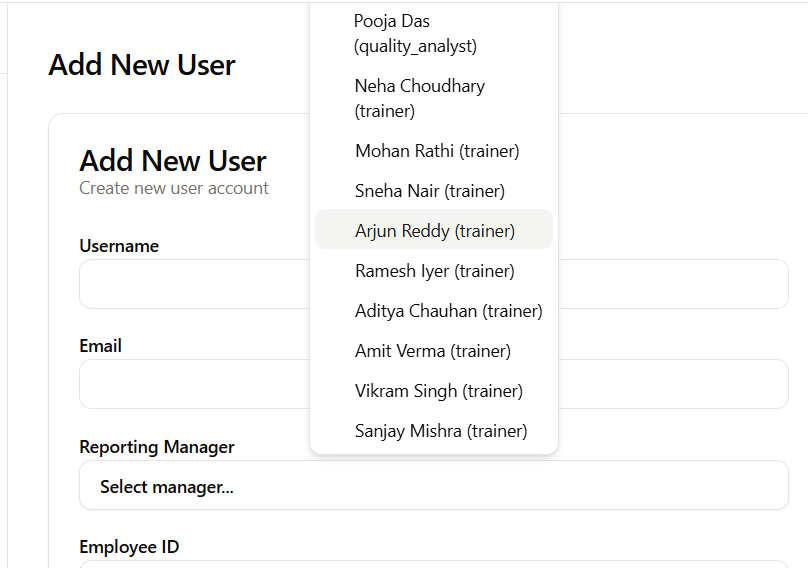 Add New User
Add New User
Create new user account
Username
Email
Reporting Manager
Select manager...
Employee ID
Pooja Das
(quality_analyst)
Neha Choudhary
(trainer)
Mohan Rathi (trainer)
Sneha Nair (trainer)
Arjun Reddy (trainer)
Ramesh Iyer (trainer)
Aditya Chauhan (trainer)
Amit Verma (trainer)
Vikram Singh (trainer)
Sanjay Mishra (trainer)